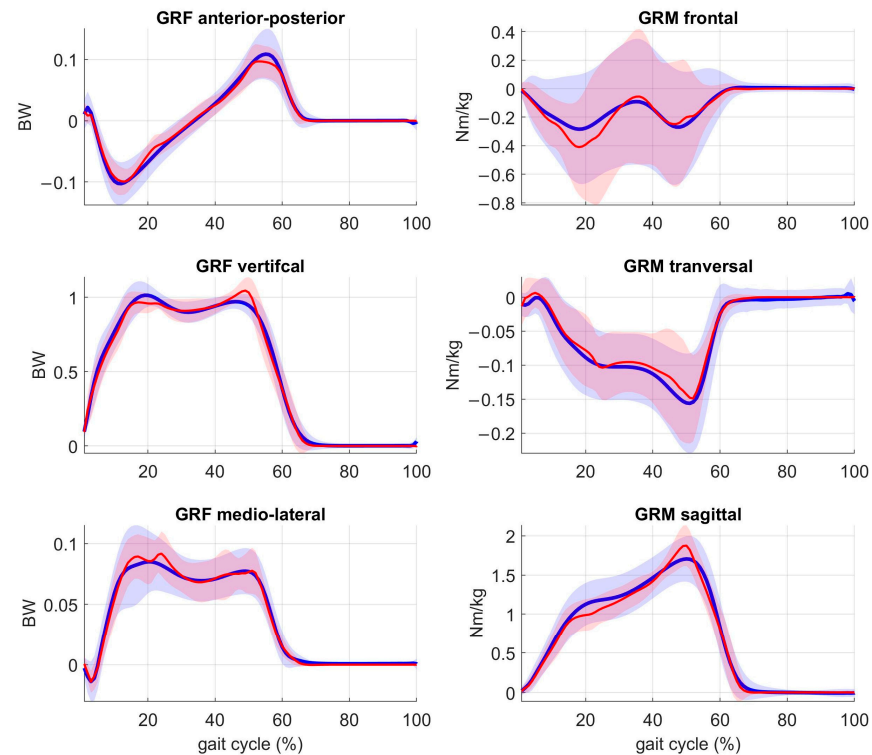 GRF anterior-posterior
BW
0.1
0
−0.1
20 40 60 80 100
GRM frontal
Nm/kg
0.4
0.2
0
−0.2
−0.4
−0.6
−0.8
20 40 60 80 100
GRF vertifcal
BW
1
0.5
0
20 40 60 80 100
GRM tranversal
Nm/kg
0
−0.05
−0.1
−0.15
−0.2
20 40 60 80 100
GRF medio-lateral
BW
0.1
0.05
0
20 40 60 80 100
gait cycle (%)
GRM sagittal
Nm/kg
2
1.5
1
0.5
0
20 40 60 80 100
gait cycle (%)